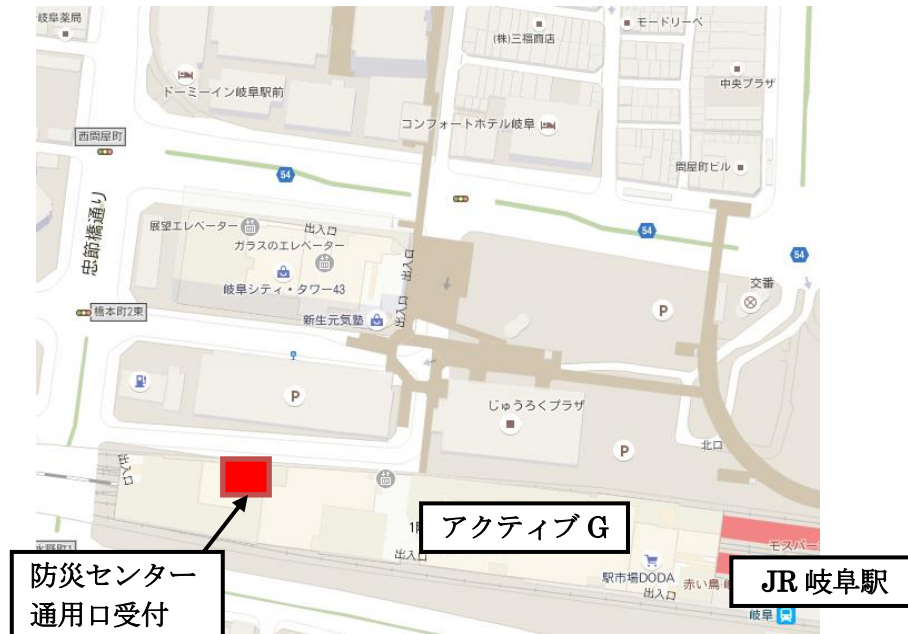 岐阜薬局
モードリーベ
(株)三福商店
中央プラザ
ドーミーイン岐阜駅前
コンフォートホテル岐阜
西問屋町
問屋町ビル
54
忠節橋通り
展望エレベーター
出入口
ガラスのエレベーター
54
出入口
54
岐阜シティ・タワー43
交番
橋本町2東
新生元気塾
出入口
P
P
じゅうろくプラザ
北口
P
出入口
アクティブG
出入口
モスバー
防災センター
通用口受付
駅市場DODA
赤い鳥
出入口
JR岐阜駅
岐阜